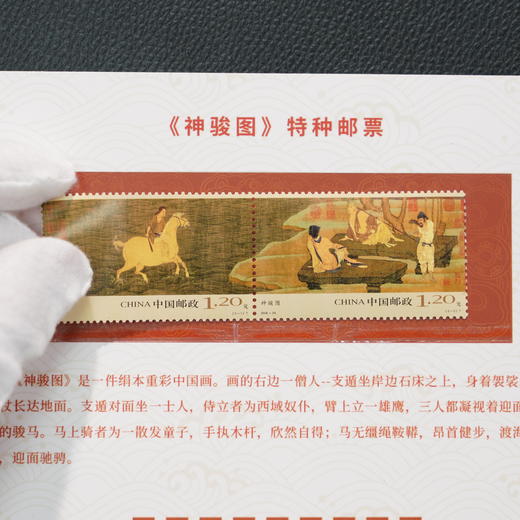 《神骏图》特种邮票
CHINA 中国邮政 1.20元
神骏图
中国邮政 CHINA 1.20元
《神骏图》是一件绢本重彩中国画。画的右边一僧人--支遁坐岸边石床之上，身着袈裟
杖长达地面。支遁对面坐一士人，侍立者为西域奴仆，臂上立一雄鹰，三人都凝视着迎面
的骏马。马上骑者为一散发童子，手执木杆，欣然自得；马无缰绳鞍鞯，昂首健步，渡海
，迎面驰骋。